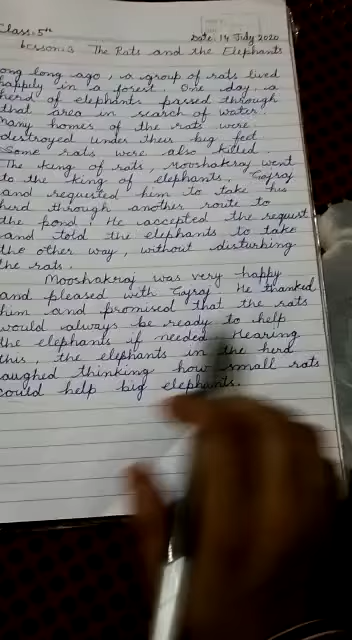 Class: 5th
Date: 14 July 2020
Lesson: 3 The Rats and the Elephants
ong long ago, a group of rats lived
happily in a forest. One day, a
herd of elephants passed through
that area in search of water.
many homes of the rats were
destroyed under their big feet
Some rats were also killed.
The king of rats, Mooshakraj went
to the king of elephants. Gajraj
and requested him to take his
herd through another route to
the pond. He accepted the request
and told the elephants to take
the other way, without disturbing
the rats.
Mooshakraj was very happy
and pleased with Gajraj. He thanked
him and promised that the rats
would always be ready to help
the elephants if needed. Hearing
this, the elephants in the herd
aughed thinking how small rats
could help big elephants.